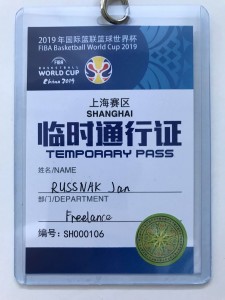 2019年国际篮联篮球世界杯
FIBA Basketball World Cup 2019
FIBA
BASKETBALL
WORLD CUP
China 2019
上海赛区
SHANGHAI
临时通行证
TEMPORARY PASS
姓名/NAME
RUSSNAK Jan
部门/DEPARTMENT
Freelance
编号: SH000106